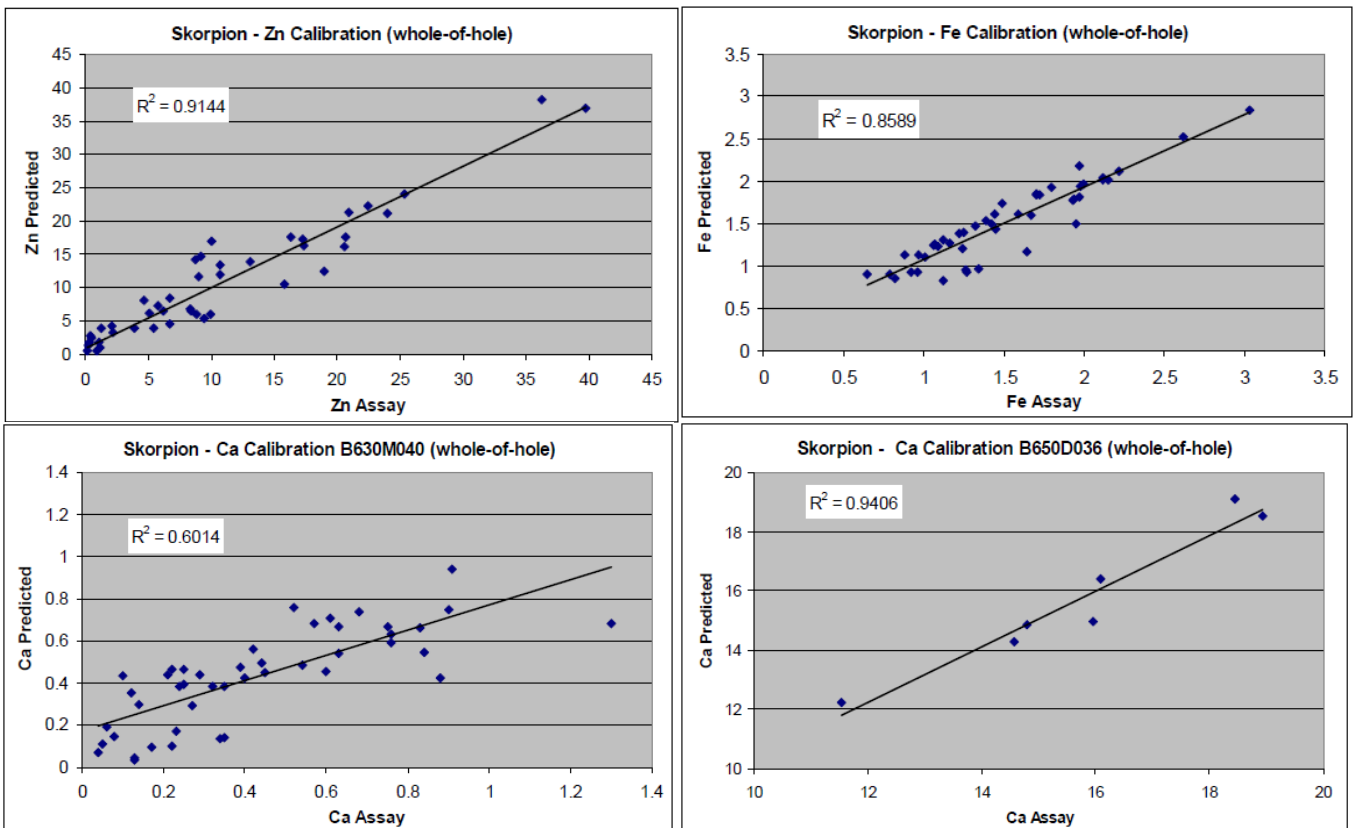 Skorpion - Zn Calibration (whole-of-hole)
45
40
35
30
25
20
15
10
5
0
R² = 0.9144
Zn Predicted
0 5 10 15 20 25 30 35 40 45
Zn Assay
Skorpion - Fe Calibration (whole-of-hole)
3.5
3
2.5
2
1.5
1
0.5
0
R² = 0.8589
Fe Predicted
0 0.5 1 1.5 2 2.5 3 3.5
Fe Assay
Skorpion - Ca Calibration B630M040 (whole-of-hole)
1.4
1.2
1
0.8
0.6
0.4
0.2
0
R² = 0.6014
Ca Predicted
0 0.2 0.4 0.6 0.8 1 1.2 1.4
Ca Assay
Skorpion - Ca Calibration B650D036 (whole-of-hole)
20
18
16
14
12
10
R² = 0.9406
Ca Predicted
10 12 14 16 18 20
Ca Assay